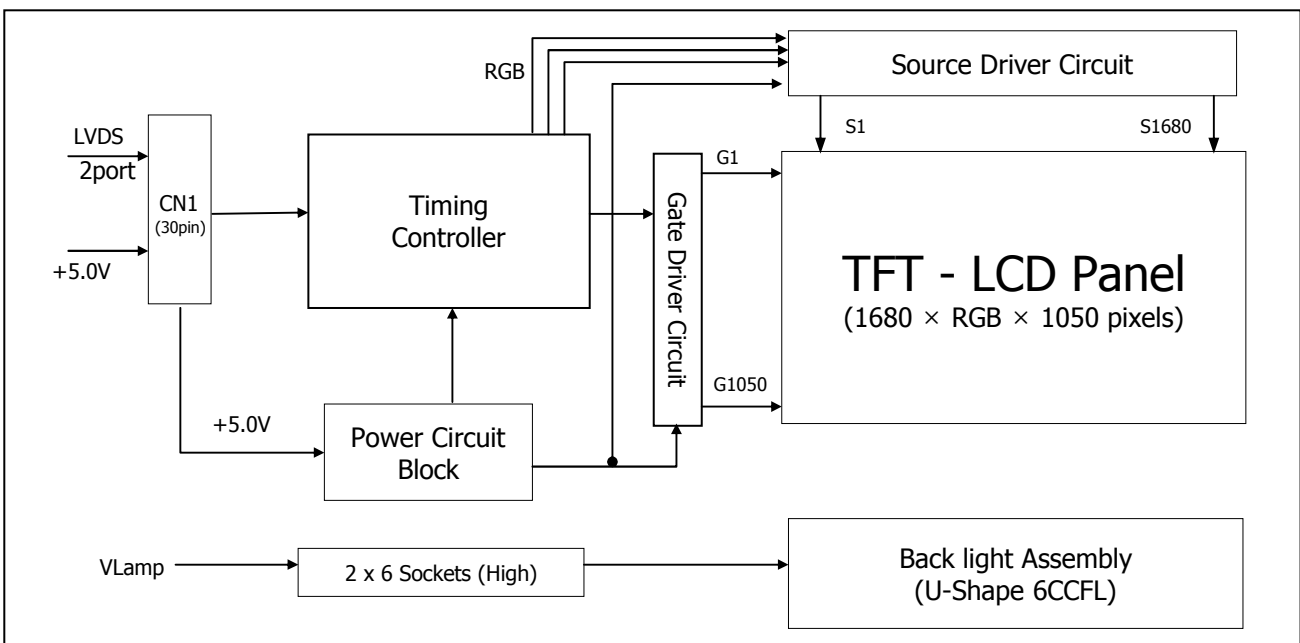 RGB
Source Driver Circuit
S1
S1680
LVDS
2port
CN1
(30pin)
+5.0V
Timing
Controller
Gate Driver Circuit
G1
G1050
TFT - LCD Panel
(1680 × RGB × 1050 pixels)
+5.0V
Power Circuit
Block
VLamp
2 x 6 Sockets (High)
Back light Assembly
(U-Shape 6CCFL)